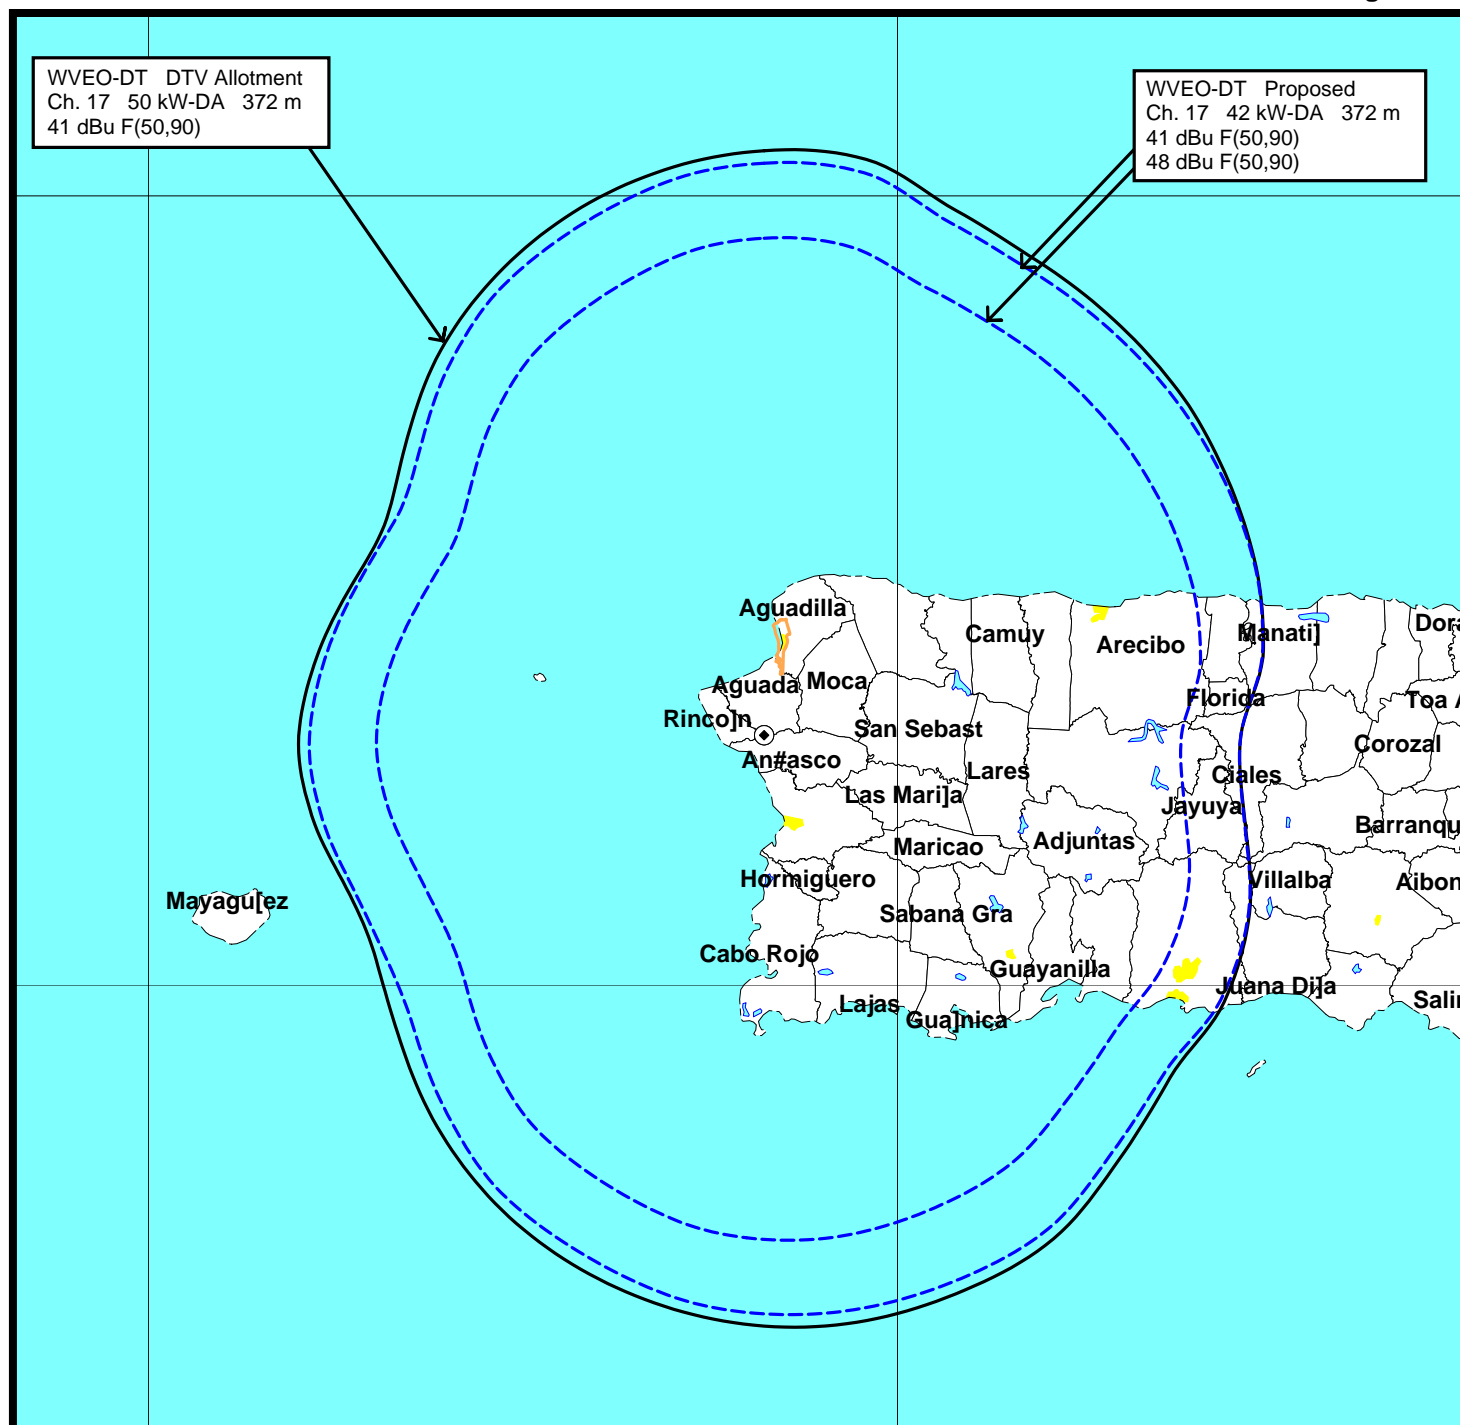 WVEO-DT DTV Allotment
Ch. 17 50 kW-DA 372 m
41 dBu F(50,90)
WVEO-DT Proposed
Ch. 17 42 kW-DA 372 m
41 dBu F(50,90)
48 dBu F(50,90)
Aguadilla
Camuy
Arecibo
Manati]
Dora
Aguada
Moca
Florida
Toa A
Rinco]n
San Sebast
Corozal
An#asco
Lares
Ciales
Las Mari]a
Jayuya
Barranqu
Maricao
Adjuntas
Hormiguero
Villalba
Aibon
Mayagu[ez
Sabana Gra
Cabo Rojo
Guayanilla
Juana Di]a
Lajas
Gua]nica
Salin